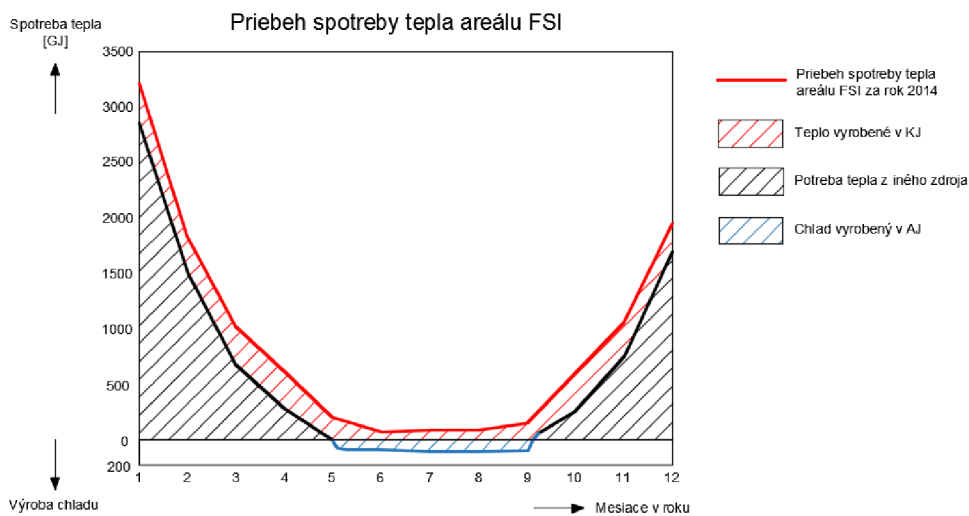 Priebeh spotreby tepla areálu FSI
Spotreba tepla
[GJ]
3500
3000
2500
2000
1500
1000
500
0
200
Výroba chladu
1 2 3 4 5 6 7 8 9 10 11 12
Mesiace v roku
Priebeh spotreby tepla
areálu FSI za rok 2014
Teplo vyrobené v KJ
Potreba tepla z iného zdroja
Chlad vyrobený v AJ